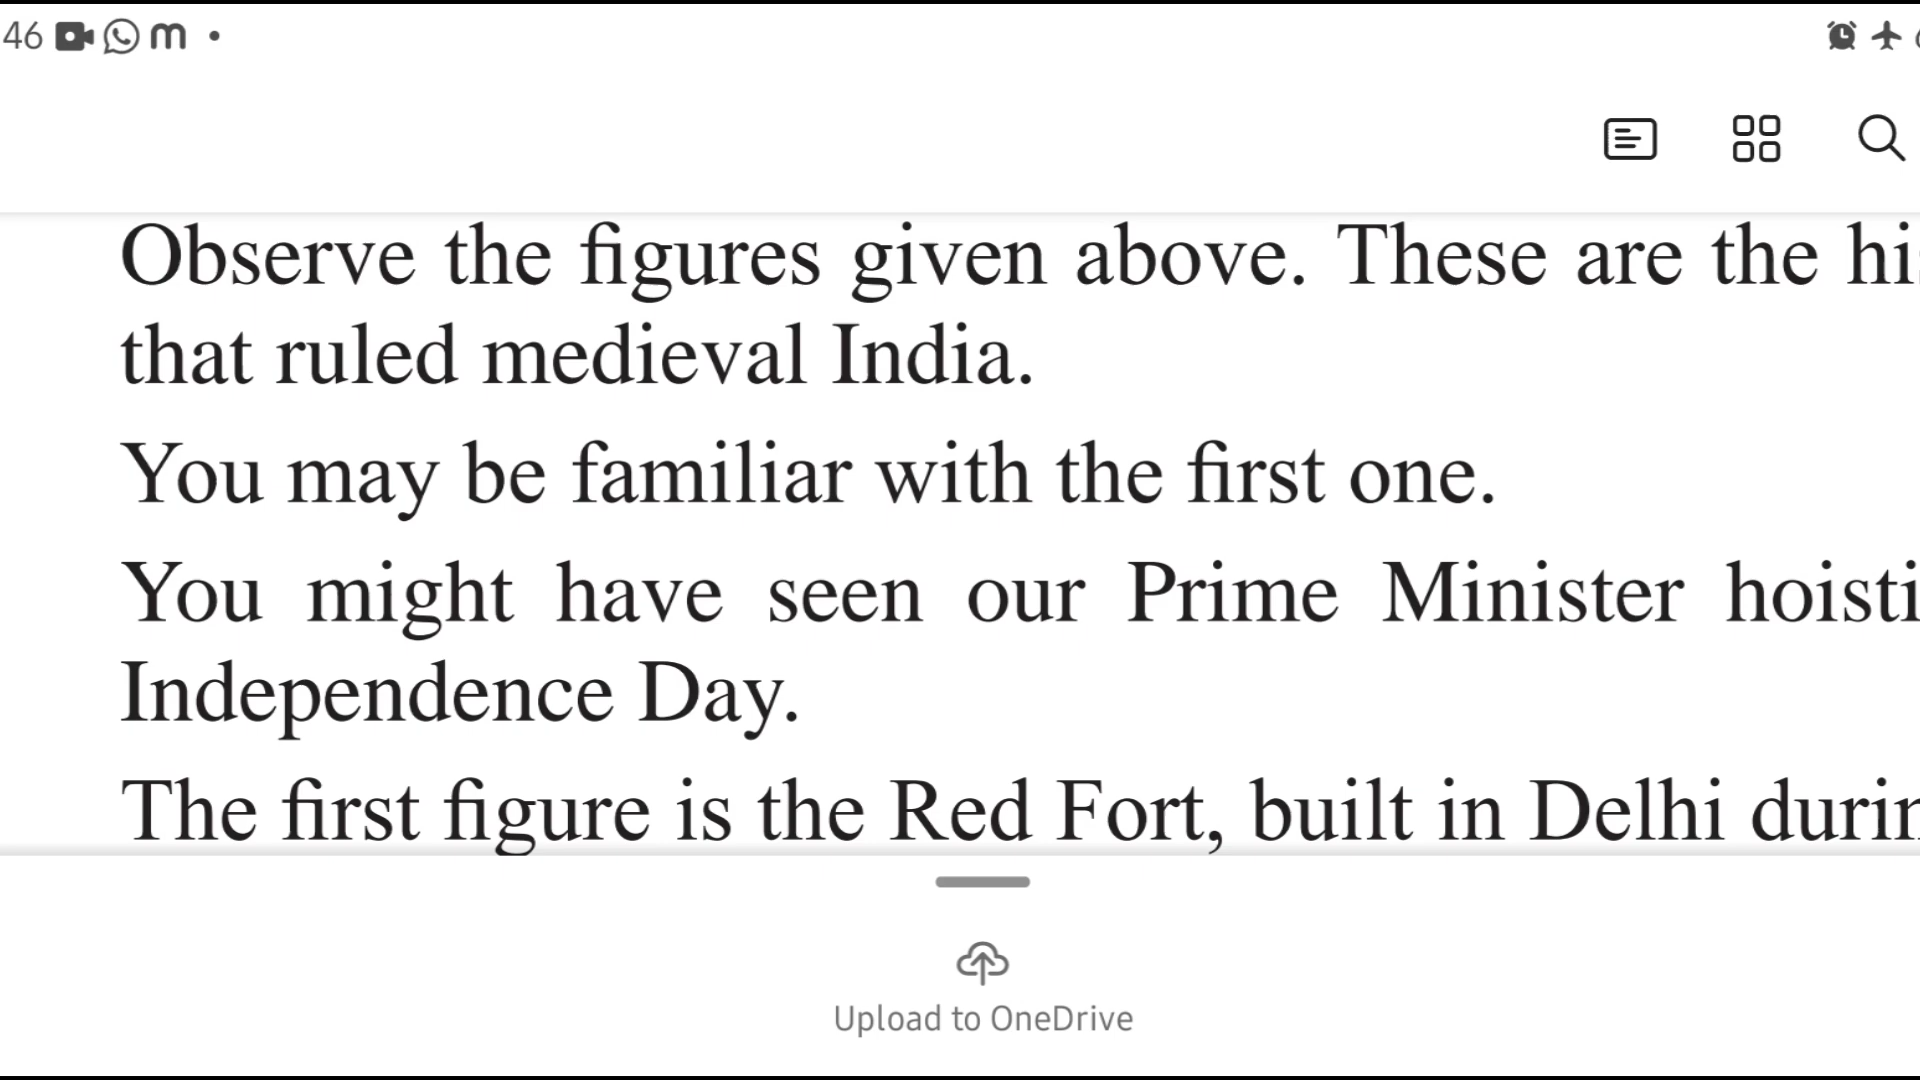 46
Observe the figures given above. These are the
that ruled medieval India.
You may be familiar with the first one.
You might have seen our Prime Minister
Independence Day.
The first figure is the Red Fort, built in Delhi
Upload to OneDrive